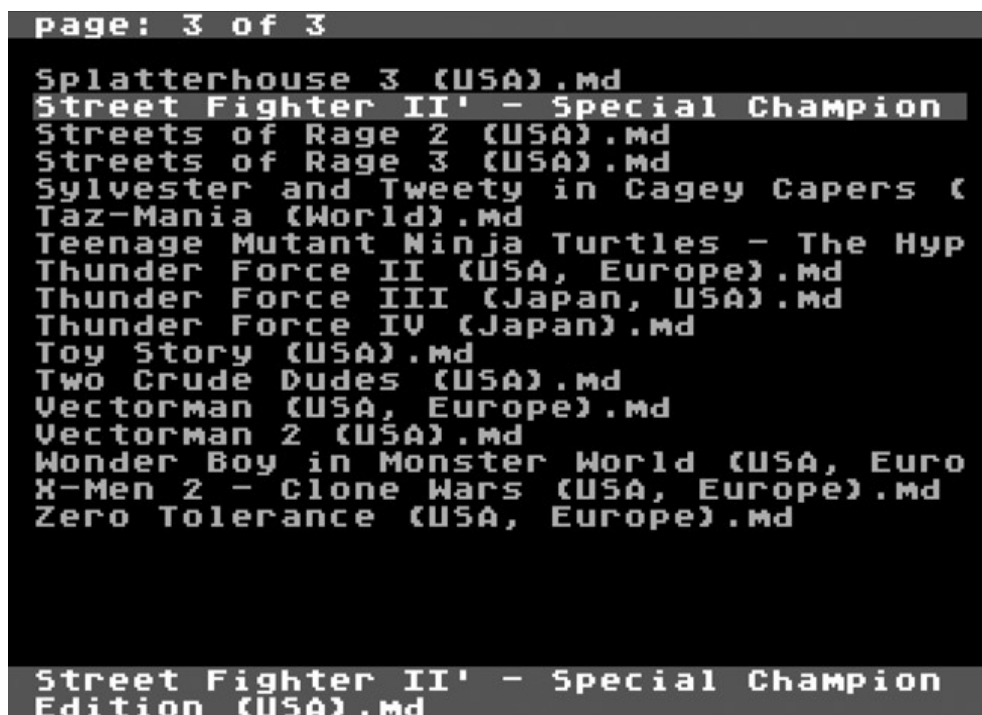 page: 3 of 3
Splatterhouse 3 (USA).md
Street Fighter II' - Special Champion
Streets of Rage 2 (USA).md
Streets of Rage 3 (USA).md
Sylvester and Tweety in Cagey Capers (
Taz-Mania (World).md
Teenage Mutant Ninja Turtles - The Hyp
Thunder Force II (USA, Europe).md
Thunder Force III (Japan, USA).md
Thunder Force IV (Japan).md
Toy Story (USA).md
Two Crude Dudes (USA).md
Vectorman (USA, Europe).md
Vectorman 2 (USA).md
Wonder Boy in Monster World (USA, Euro
X-Men 2 - Clone Wars (USA, Europe).md
Zero Tolerance (USA, Europe).md
Street Fighter II' - Special Champion
Edition (USA).md